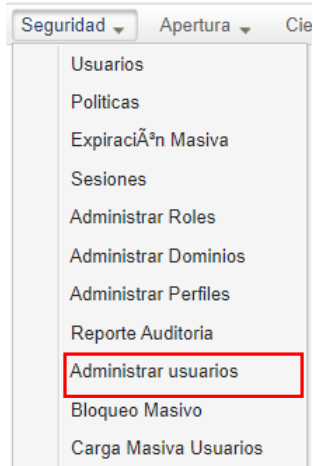 Seguridad Apertura Cie
Usuarios
Politicas
ExpiraciÃ³n Masiva
Sesiones
Administrar Roles
Administrar Dominios
Administrar Perfiles
Reporte Auditoria
Administrar usuarios
Bloqueo Masivo
Carga Masiva Usuarios